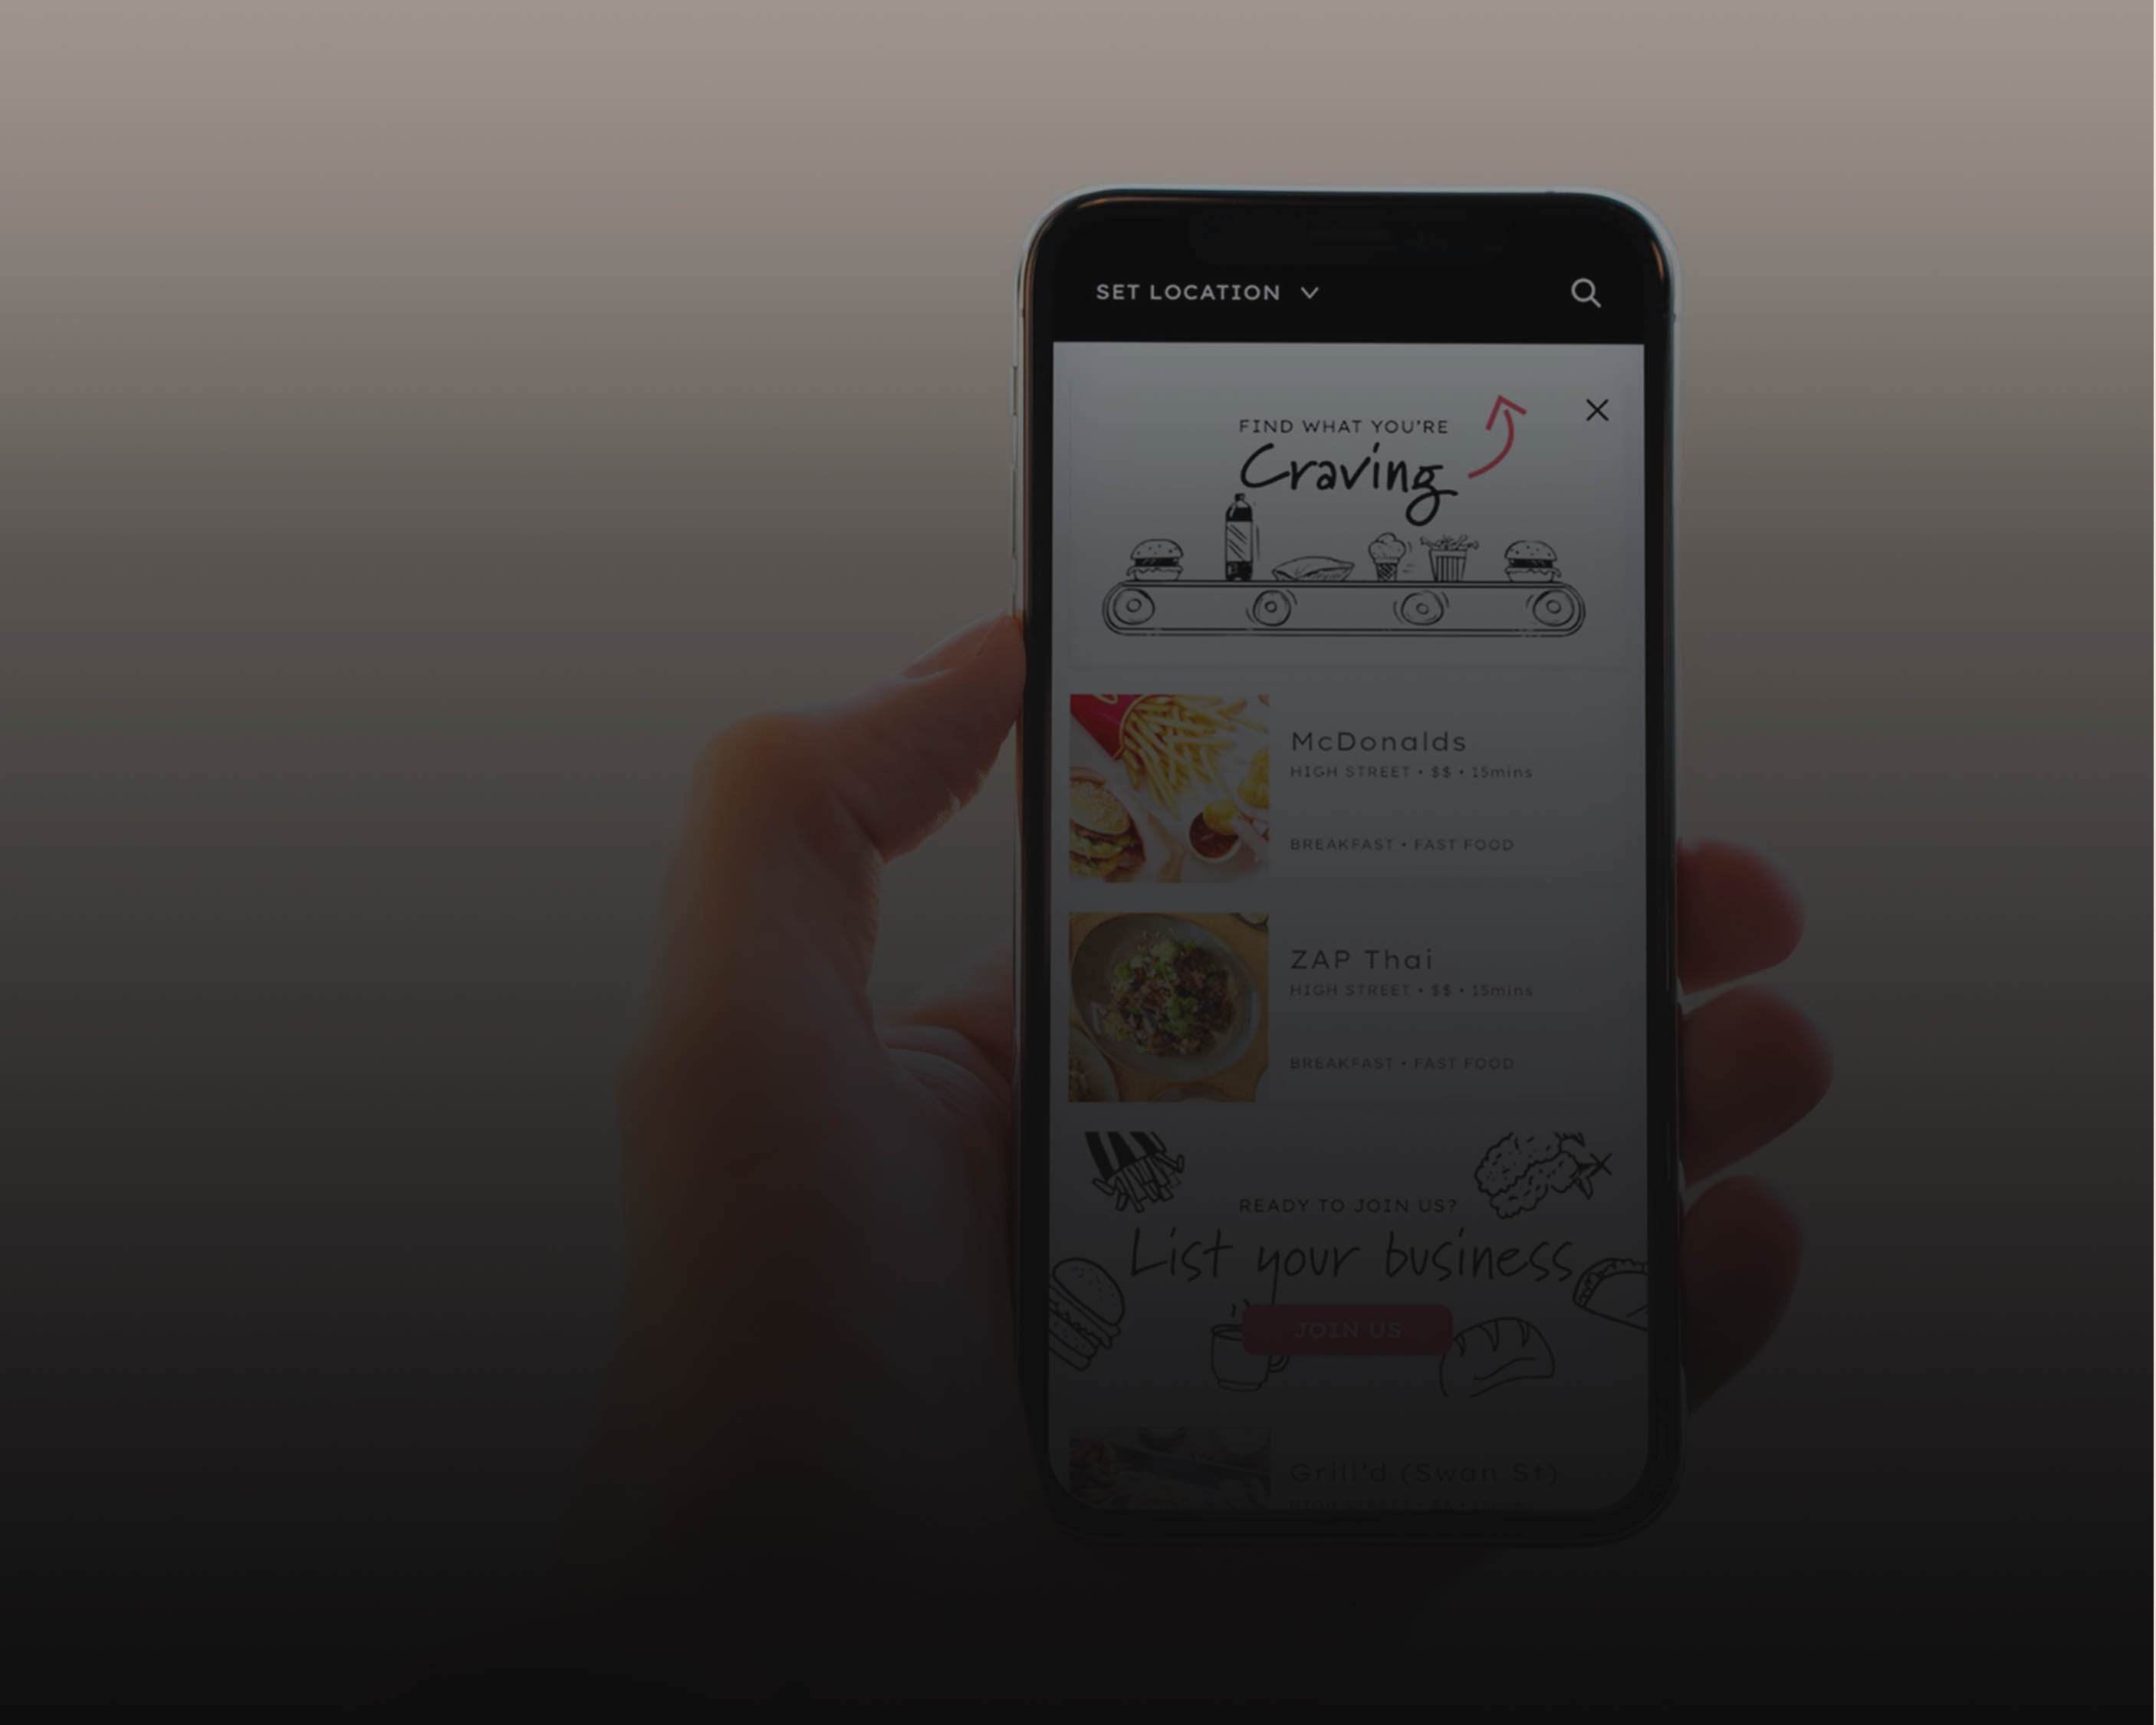 SET LOCATION
FIND WHAT YOU'RE
Craving
McDonalds
HIGH STREET • $$ • 15mins
BREAKFAST • FAST FOOD
ZAP Thai
HIGH STREET • $$ • 15mins
BREAKFAST • FAST FOOD
READY TO JOIN US?
List your business
JOIN US
Grill'd (Swan St)